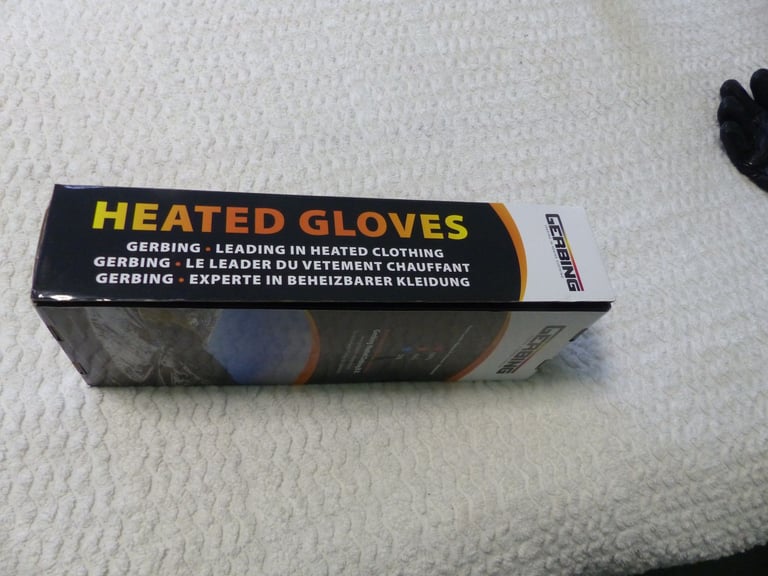 HEATED GLOVES
GERBING • LEADING IN HEATED CLOTHING
GERBING • LE LEADER DU VETEMENT CHAUFFANT
GERBING • EXPERTE IN BEHEIZBARER KLEIDUNG
GERBING
GERBING